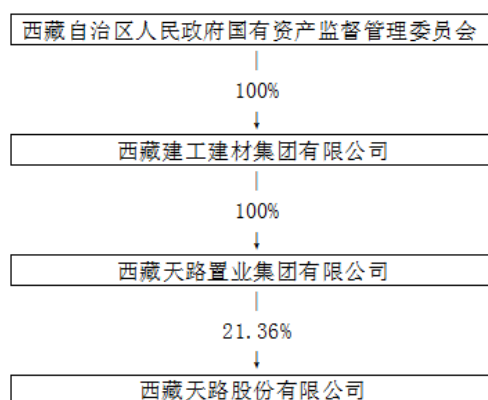 西藏自治区人民政府国有资产监督管理委员会
100%
西藏建工建材集团有限公司
100%
西藏天路置业集团有限公司
21.36%
西藏天路股份有限公司